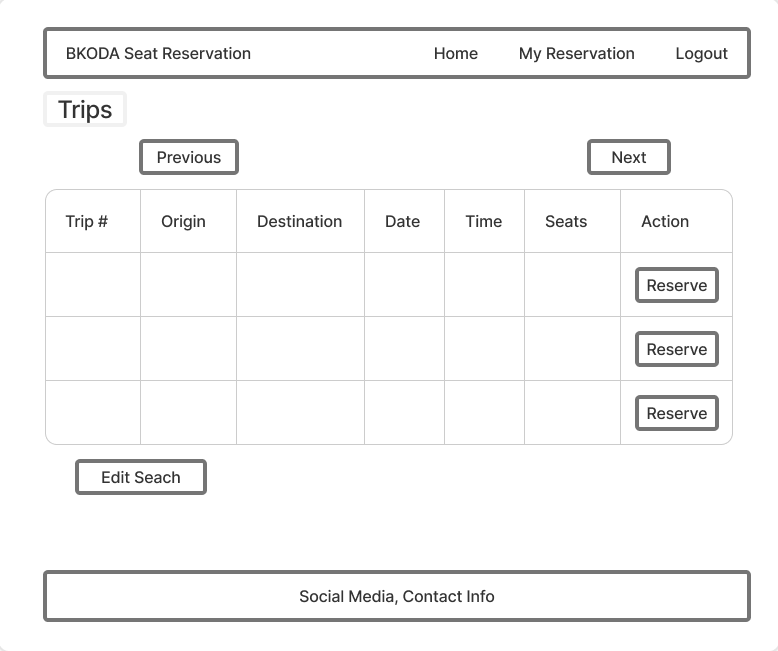 BKODA Seat Reservation Home My Reservation Logout
Trips
Previous Next
Trip # Origin Destination Date Time Seats Action
Reserve
Reserve
Reserve
Edit Seach
Social Media, Contact Info